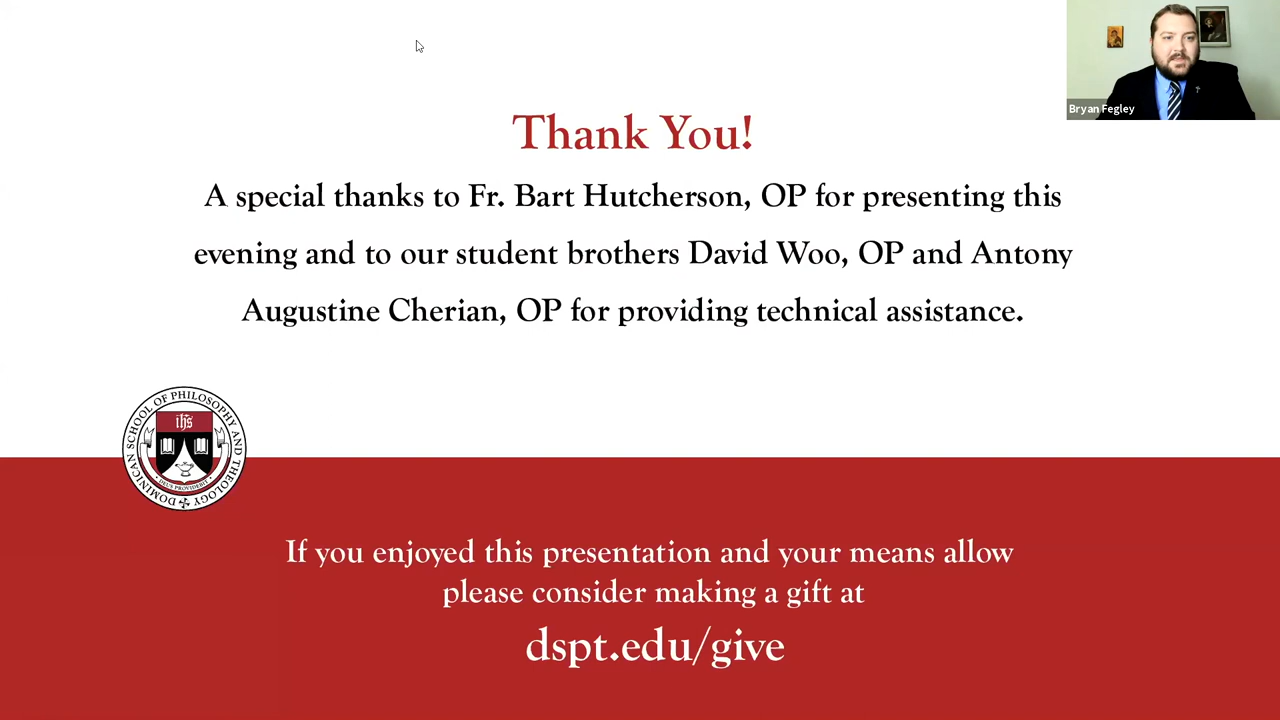 Bryan Fegley
Thank You!
A special thanks to Fr. Bart Hutcherson, OP for presenting this
evening and to our student brothers David Woo, OP and Antony
Augustine Cherian, OP for providing technical assistance.
DOMINICAN SCHOOL OF PHILOSOPHY AND THEOLOGY
ihs
DEUS PROVIDEBIT
If you enjoyed this presentation and your means allow
please consider making a gift at
dspt.edu/give